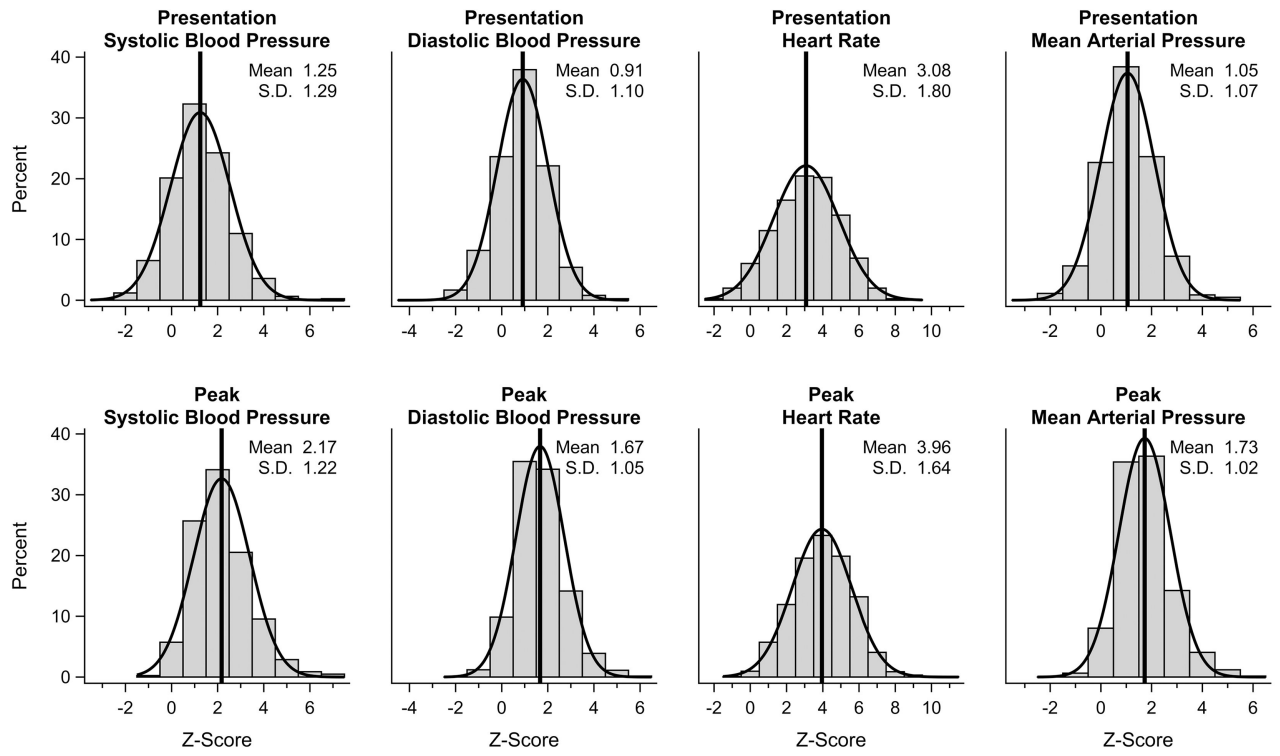 Presentation
Systolic Blood Pressure
Presentation
Diastolic Blood Pressure
Presentation
Heart Rate
Presentation
Mean Arterial Pressure
Mean 1.25
S.D. 1.29
Mean 0.91
S.D. 1.10
Mean 3.08
S.D. 1.80
Mean 1.05
S.D. 1.07
Percent
40
30
20
10
0
-2 0 2 4 6
-4 -2 0 2 4 6
-2 0 2 4 6 8 10
-2 0 2 4 6
Peak
Systolic Blood Pressure
Peak
Diastolic Blood Pressure
Peak
Heart Rate
Peak
Mean Arterial Pressure
Mean 2.17
S.D. 1.22
Mean 1.67
S.D. 1.05
Mean 3.96
S.D. 1.64
Mean 1.73
S.D. 1.02
Percent
40
30
20
10
0
-2 0 2 4 6
-4 -2 0 2 4 6
-2 0 2 4 6 8 10
-2 0 2 4 6
Z-Score
Z-Score
Z-Score
Z-Score